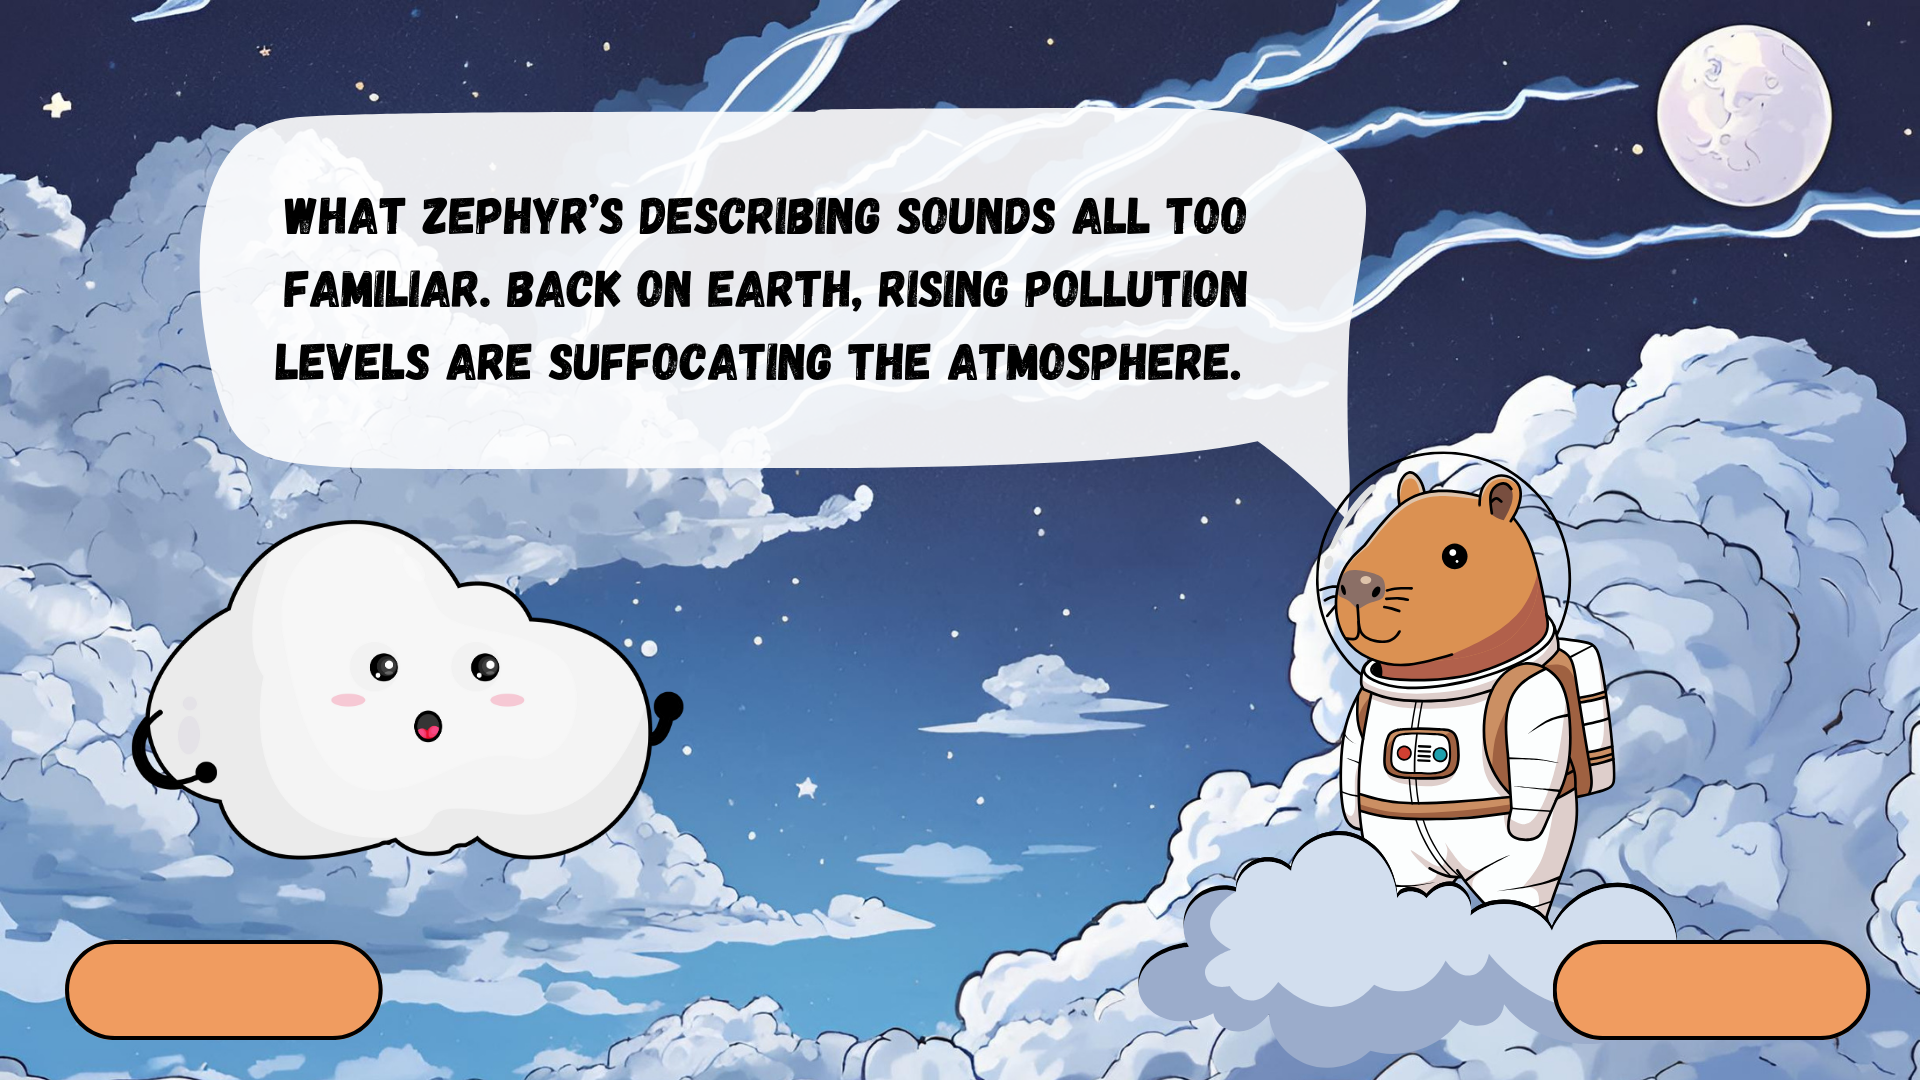 WHAT ZEPHYR’S DESCRIBING SOUNDS ALL TOO
FAMILIAR. BACK ON EARTH, RISING POLLUTION
LEVELS ARE SUFFOCATING THE ATMOSPHERE.